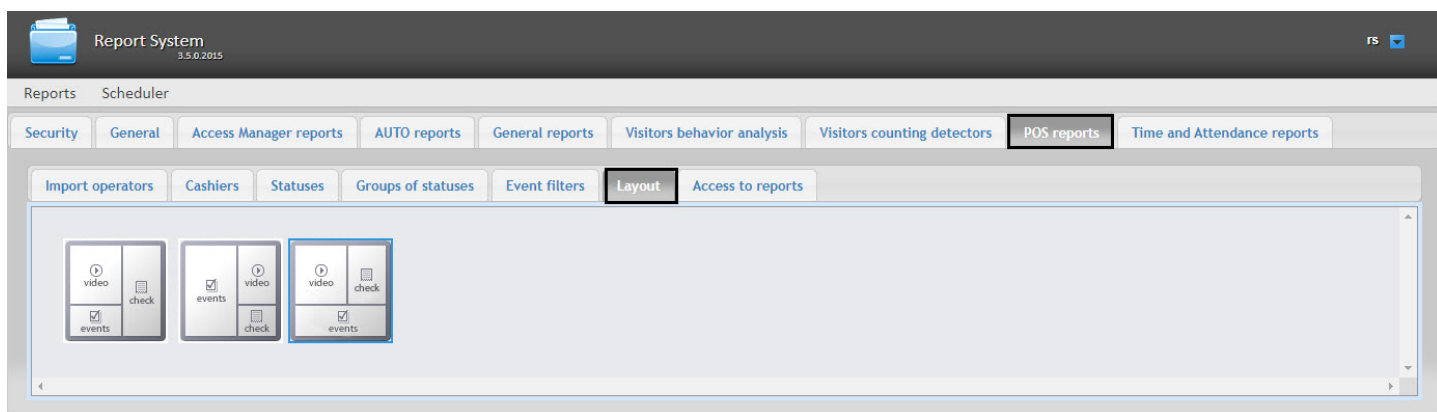 Report System
3.5.0.2015
rs
Reports Scheduler
Security General Access Manager reports AUTO reports General reports Visitors behavior analysis Visitors counting detectors POS reports Time and Attendance reports
Import operators Cashiers Statuses Groups of statuses Event filters Layout Access to reports
video
check
events
events
video
check
video
check
events